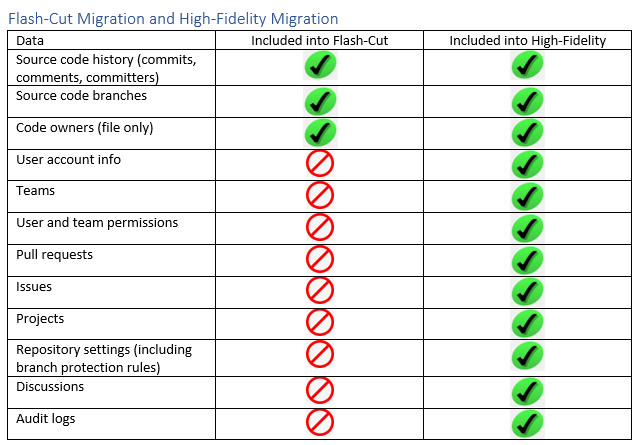 Flash-Cut Migration and High-Fidelity Migration
Data Included into Flash-Cut Included into High-Fidelity
Source code history (commits,
comments, committers)
Source code branches
Code owners (file only)
User account info
Teams
User and team permissions
Pull requests
Issues
Projects
Repository settings (including
branch protection rules)
Discussions
Audit logs